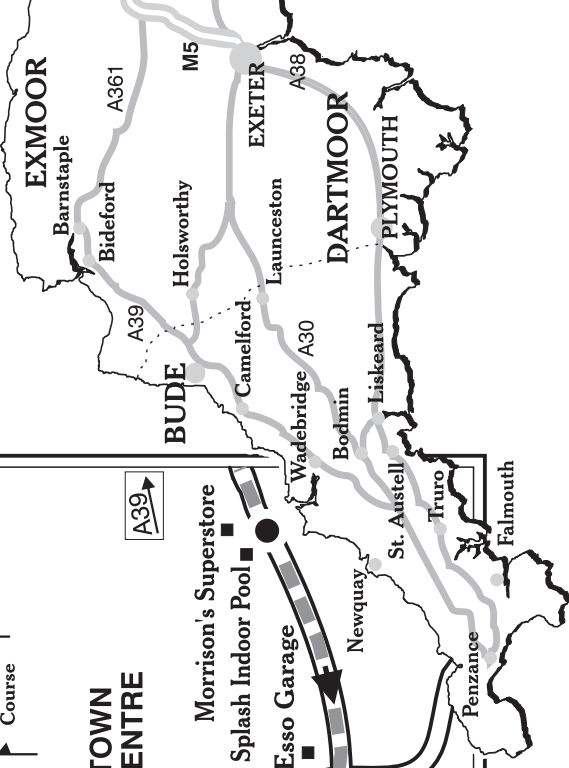 EXMOOR
Barnstaple
A361
Bideford
M5
EXETER
A38
DARTMOOR
PLYMOUTH
Holsworthy
Launceston
A39
BUDE
Camelford
A30
Wadebridge
Bodmin
Liskeard
St. Austell
Truro
Falmouth
Newquay
Penzance
A39
Morrison's Superstore
Splash Indoor Pool
Esso Garage
Course
TOWN
ENTRE